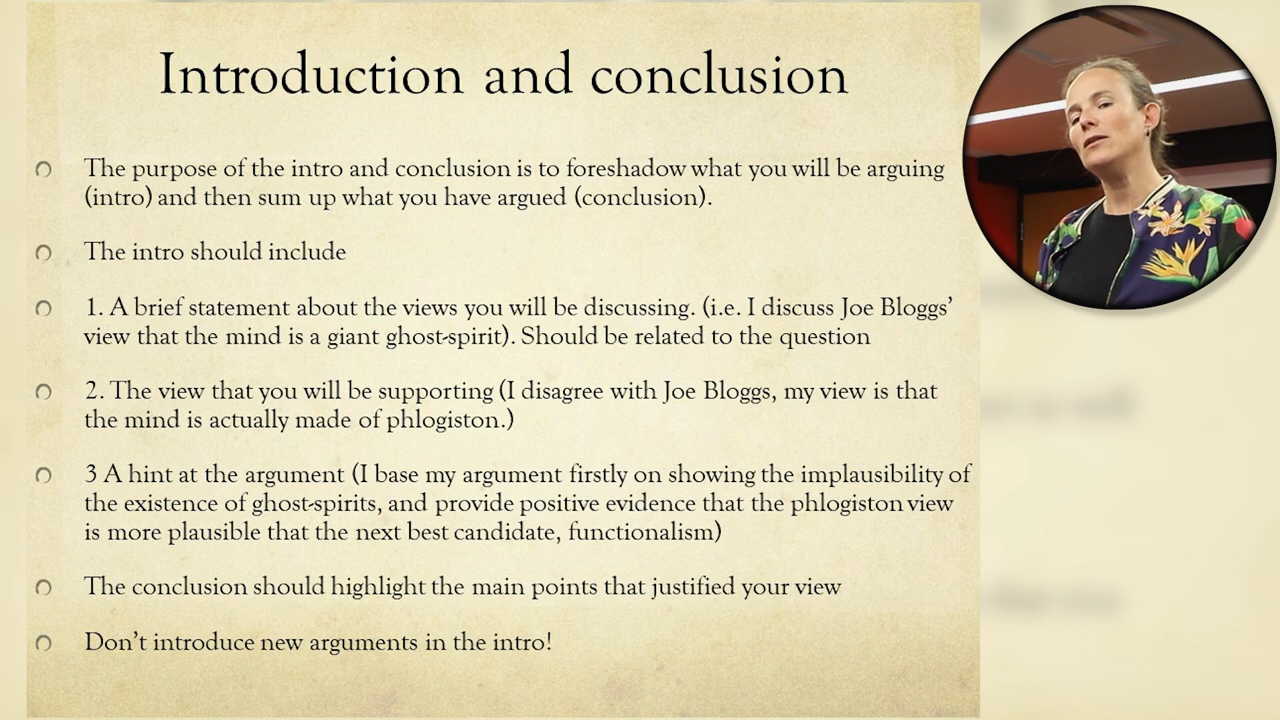 Introduction and conclusion
The purpose of the intro and conclusion is to foreshadow what you will be arguing
(intro) and then sum up what you have argued (conclusion).
The intro should include
1. A brief statement about the views you will be discussing. (i.e. I discuss Joe Bloggs’
view that the mind is a giant ghost-spirit). Should be related to the question
2. The view that you will be supporting (I disagree with Joe Bloggs, my view is that
the mind is actually made of phlogiston.)
3 A hint at the argument (I base my argument firstly on showing the implausibility of
the existence of ghost-spirits, and provide positive evidence that the phlogiston view
is more plausible that the next best candidate, functionalism)
The conclusion should highlight the main points that justified your view
Don’t introduce new arguments in the intro!